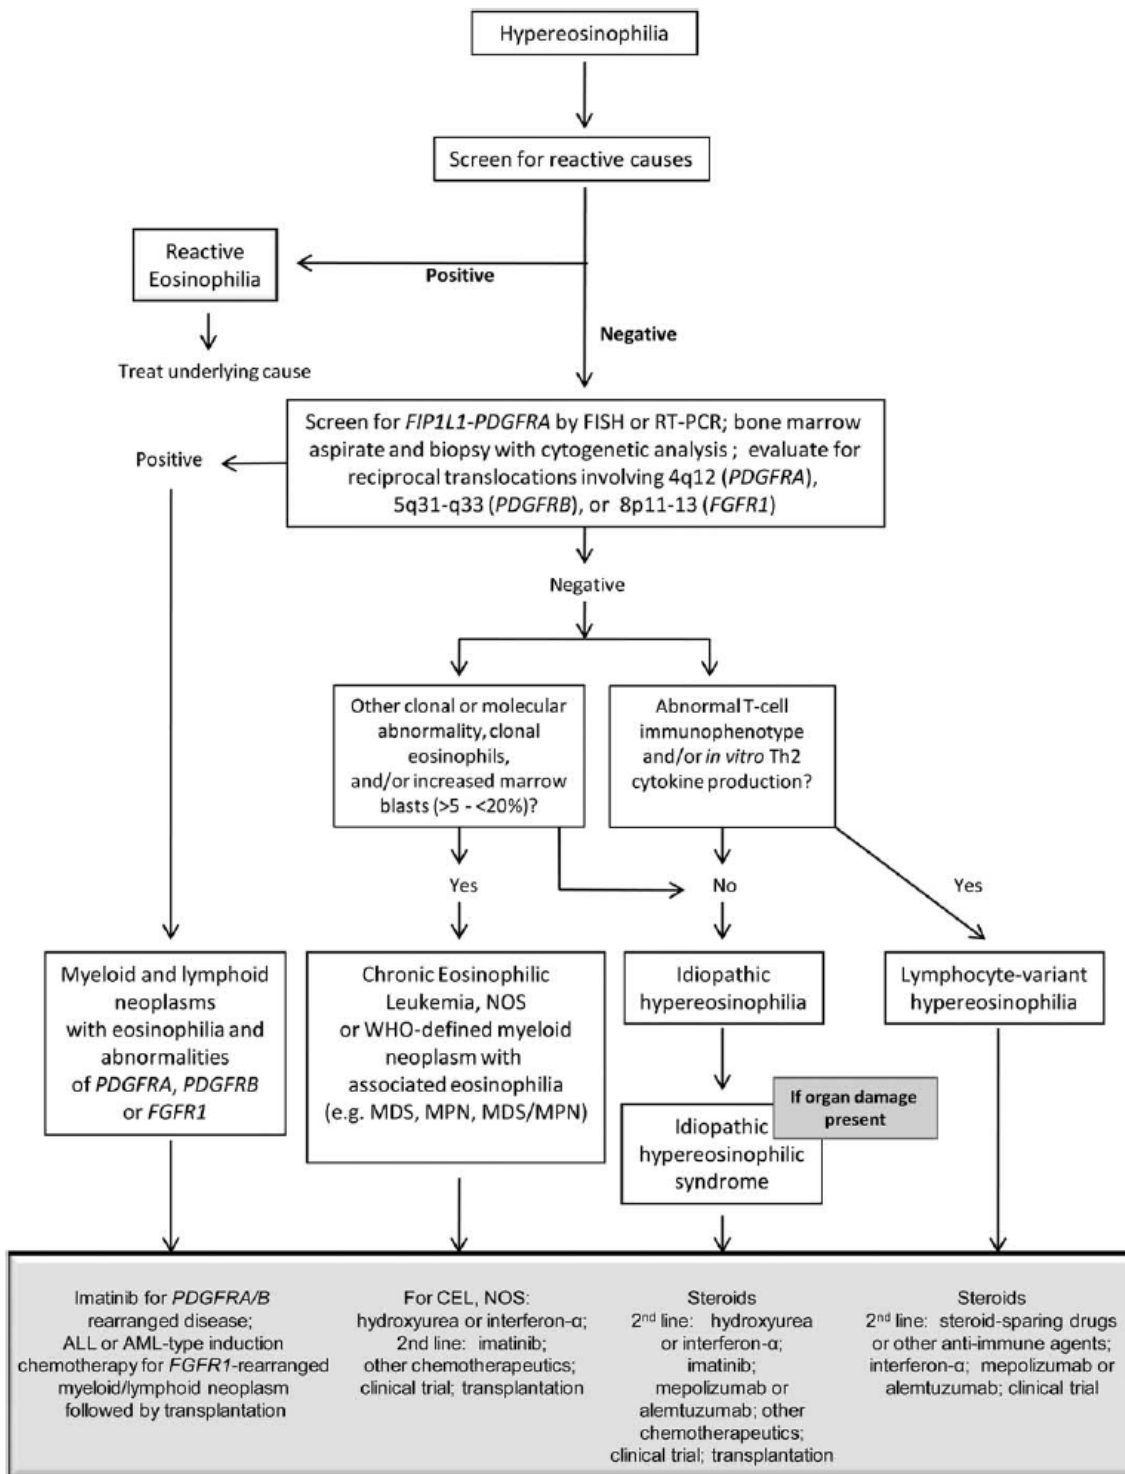 Hypereosinophilia
Screen for reactive causes
Reactive
Eosinophilia
Positive
Negative
Treat underlying cause
Screen for FIP1L1-PDGFRA by FISH or RT-PCR; bone marrow
aspirate and biopsy with cytogenetic analysis ; evaluate for
reciprocal translocations involving 4q12 (PDGFRA),
5q31-q33 (PDGFRB), or 8p11-13 (FGFR1)
Positive
Negative
Other clonal or molecular
abnormality, clonal
eosinophils,
and/or increased marrow
blasts (>5 - <20%)?
Abnormal T-cell
immunophenotype
and/or in vitro Th2
cytokine production?
Yes
No
Yes
Myeloid and lymphoid
neoplasms
with eosinophilia and
abnormalities
of PDGFRA, PDGFRB
or FGFR1
Chronic Eosinophilic
Leukemia, NOS
or WHO-defined myeloid
neoplasm with
associated eosinophilia
(e.g. MDS, MPN, MDS/MPN)
Idiopathic
hypereosinophilia
Lymphocyte-variant
hypereosinophilia
If organ damage
present
Idiopathic
hypereosinophilic
syndrome
Imatinib for PDGFRA/B
rearranged disease;
ALL or AML-type induction
chemotherapy for FGFR1-rearranged
myeloid/lymphoid neoplasm
followed by transplantation
For CEL, NOS:
hydroxyurea or interferon-α;
2nd line: imatinib;
other chemotherapeutics;
clinical trial; transplantation
Steroids
2nd line: hydroxyurea
or interferon-α;
imatinib;
mepolizumab or
alemtuzumab; other
chemotherapeutics;
clinical trial; transplantation
Steroids
2nd line: steroid-sparing drugs
or other anti-immune agents;
interferon-α; mepolizumab or
alemtuzumab; clinical trial